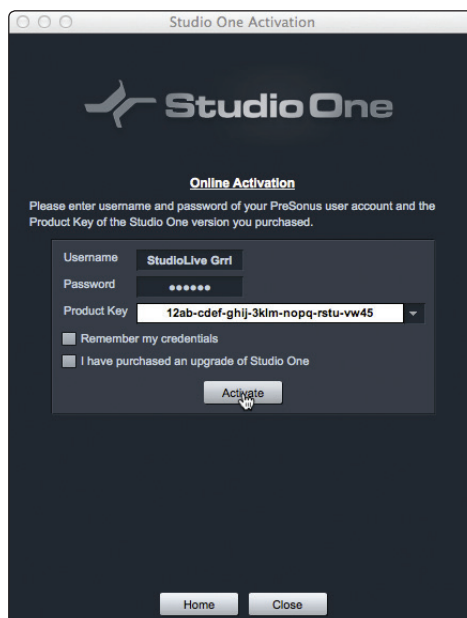 Studio One Activation
Studio One
Online Activation
Please enter username and password of your PreSonus user account and the
Product Key of the Studio One version you purchased.
Username StudioLive Grrl
Password ●●●●●●
Product Key 12ab-cdef-ghij-3klm-nopq-rstu-vw45
Remember my credentials
I have purchased an upgrade of Studio One
Activate
Home Close